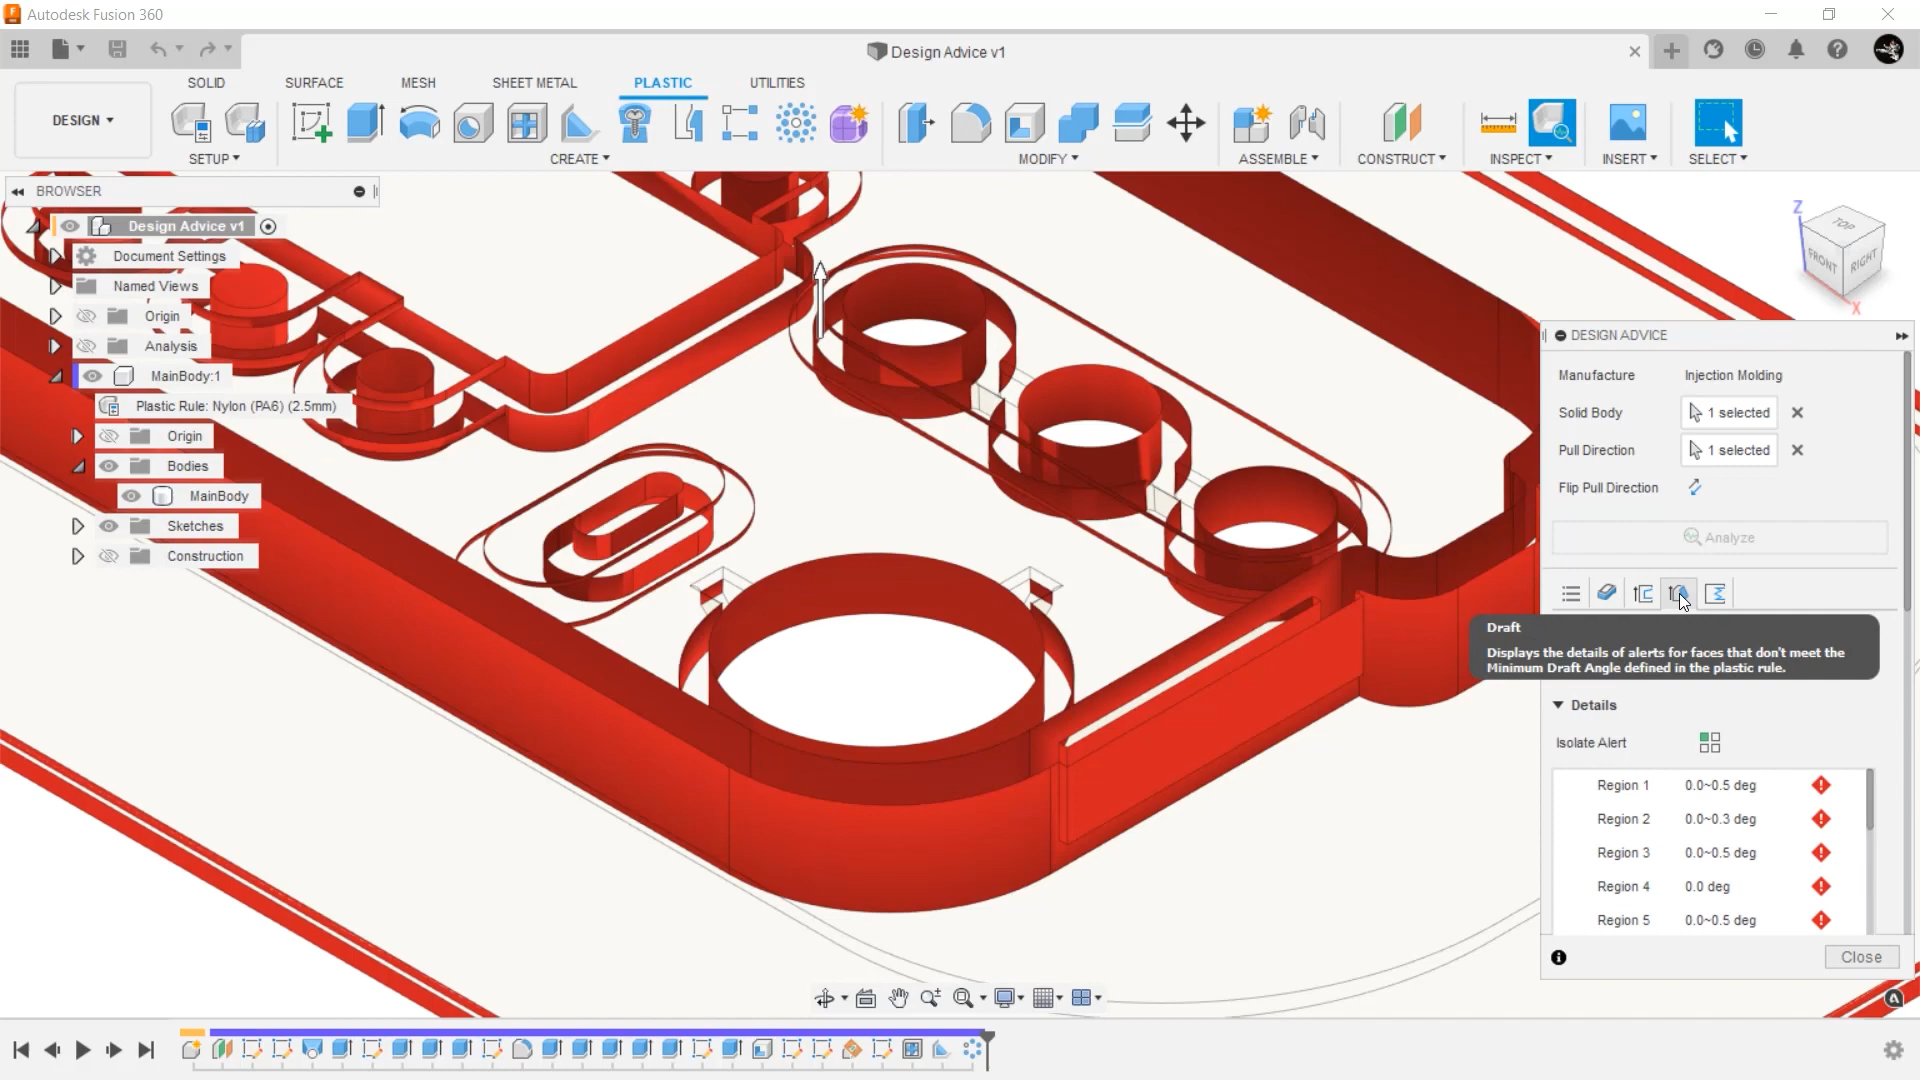 Autodesk Fusion 360
Design Advice v1
SOLID SURFACE MESH SHEET METAL PLASTIC UTILITIES
DESIGN
SETUP CREATE MODIFY ASSEMBLE CONSTRUCT INSPECT INSERT SELECT
BROWSER
Design Advice v1
Document Settings
Named Views
Origin
Analysis
MainBody:1
Plastic Rule: Nylon (PA6) (2.5mm)
Origin
Bodies
MainBody
Sketches
Construction
Z
TOP
FRONT
RIGHT
X
DESIGN ADVICE
Manufacture Injection Molding
Solid Body 1 selected
Pull Direction 1 selected
Flip Pull Direction
Analyze
Draft
Displays the details of alerts for faces that don't meet the
Minimum Draft Angle defined in the plastic rule.
Details
Isolate Alert
Region 1 0.0~0.5 deg
Region 2 0.0~0.3 deg
Region 3 0.0~0.5 deg
Region 4 0.0 deg
Region 5 0.0~0.5 deg
Close